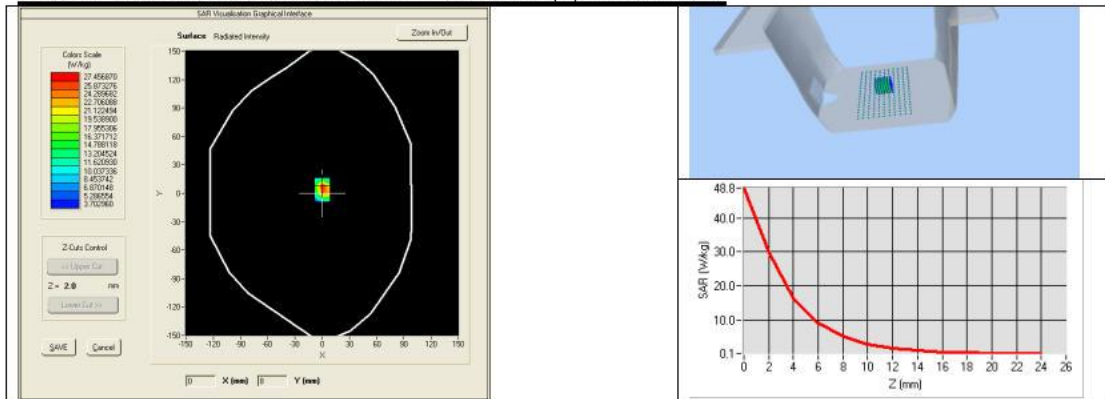 SAR Visualisation Graphical Interface
Surface Radiated Intensity
Zoom In/Out
Colors Scale
(W/kg)
27.456870
25.873276
24.289682
22.706088
21.122494
19.538900
17.955306
16.371712
14.788118
13.204524
11.620930
10.037336
8.453742
6.870148
5.286554
3.702960
150
120
90
60
30
0
-30
-60
-90
-120
-150
Y
-150 -120 -90 -60 -30 0 30 60 90 120 150
X
Z-Cuts Control
<< Upper Cut
Z = 2.0 mm
Lower Cut >>
SAVE Cancel
0 X (mm) 8 Y (mm)
48.8
40.0
30.0
20.0
10.0
0.1
SAR (W/kg)
0 2 4 6 8 10 12 14 16 18 20 22 24 26
Z (mm)